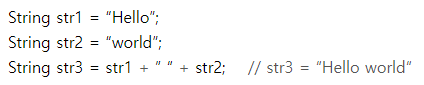 String str1 = “Hello”;
String str2 = “world”;
String str3 = str1 + “ ” + str2; // str3 = “Hello world”